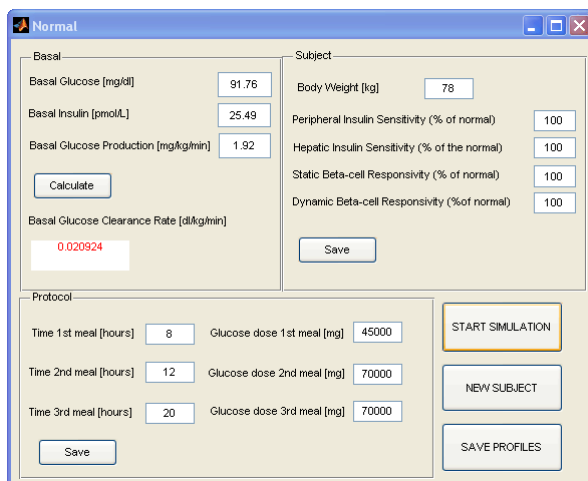 Normal
Basal
Basal Glucose [mg/dl] 91.76
Basal Insulin [pmol/L] 25.49
Basal Glucose Production [mg/kg/min] 1.92
Calculate
Basal Glucose Clearance Rate [dl/kg/min]
0.020924
Subject
Body Weight [kg] 78
Peripheral Insulin Sensitivity (% of normal) 100
Hepatic Insulin Sensitivity (% of the normal) 100
Static Beta-cell Responsivity (% of normal) 100
Dynamic Beta-cell Responsivity (%of normal) 100
Save
Protocol
Time 1st meal [hours] 8 Glucose dose 1st meal [mg] 45000
Time 2nd meal [hours] 12 Glucose dose 2nd meal [mg] 70000
Time 3rd meal [hours] 20 Glucose dose 3rd meal [mg] 70000
Save
START SIMULATION
NEW SUBJECT
SAVE PROFILES